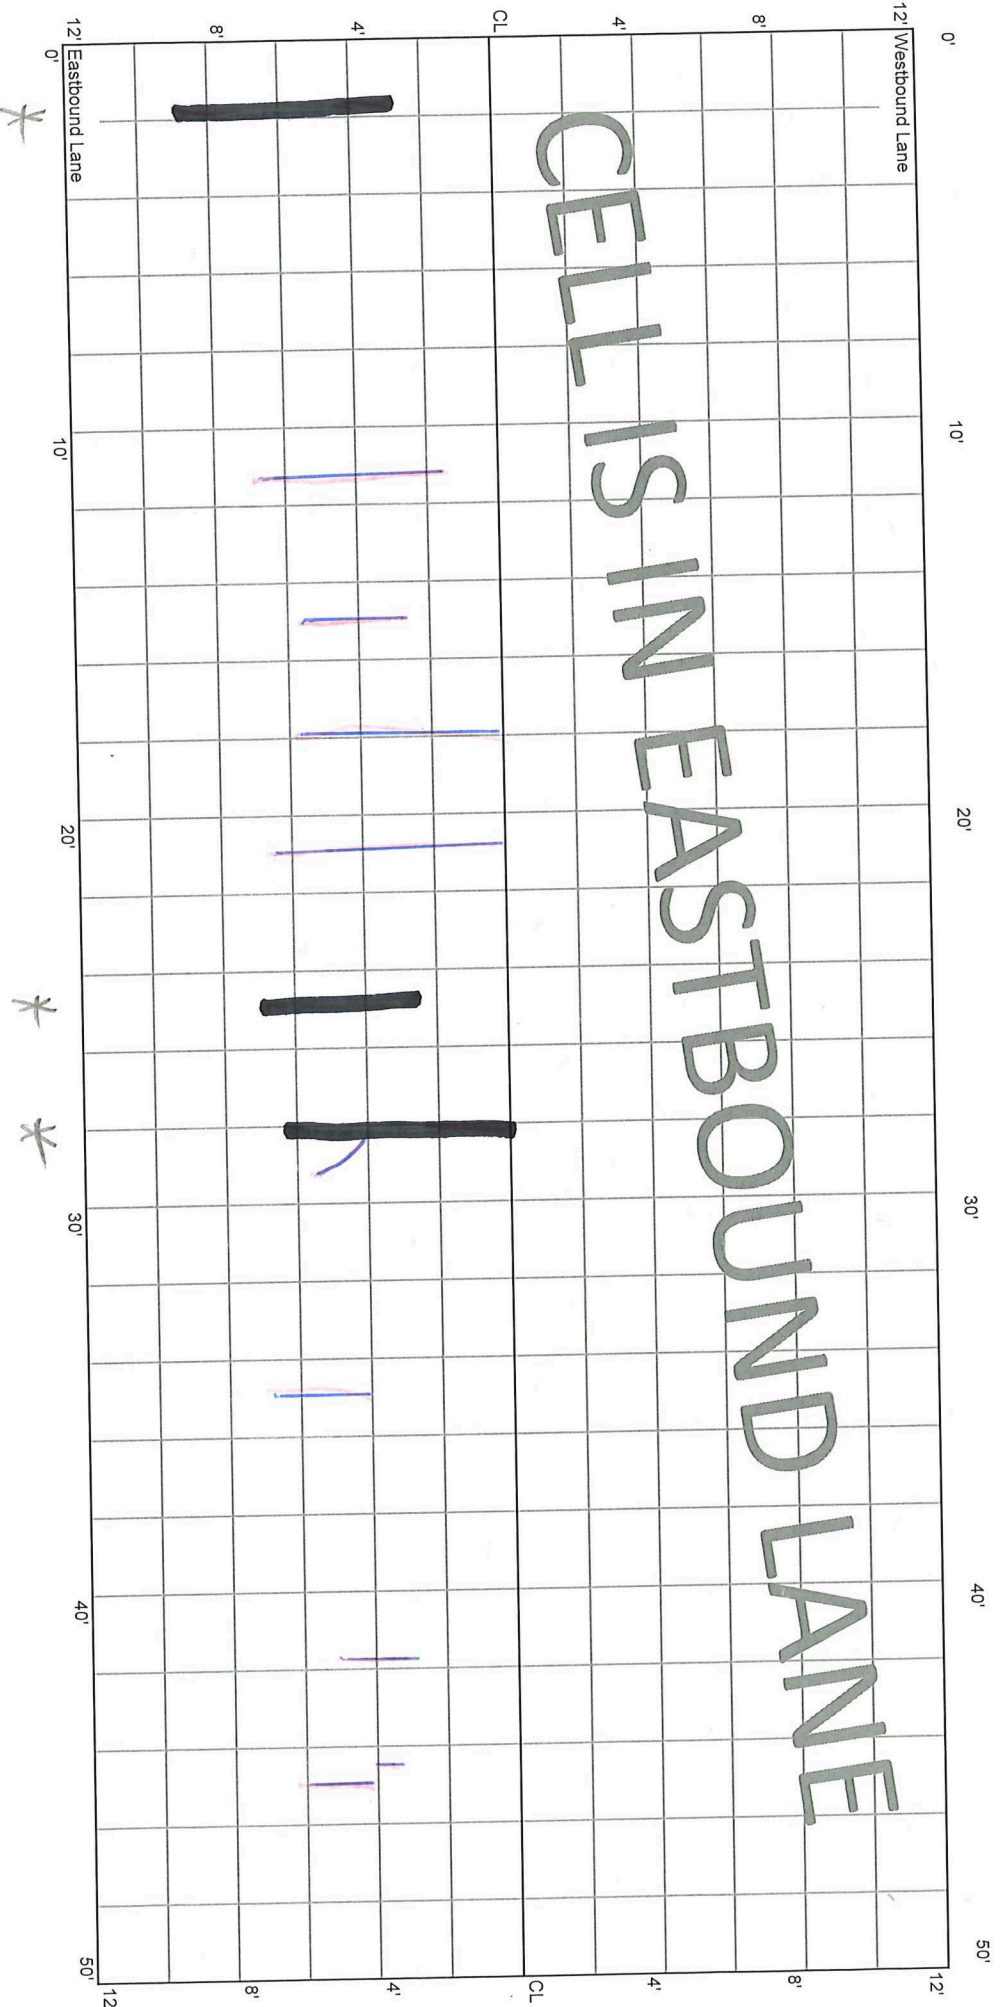 0' 10' 20' 30' 40' 50'
12' Westbound Lane 12'
8' 8'
4' 4'
CELL IS IN EASTBOUND LANE
CL CL
4' 4'
8' 8'
12' Eastbound Lane 12
0' 10' 20' 30' 40' 50'
* * *